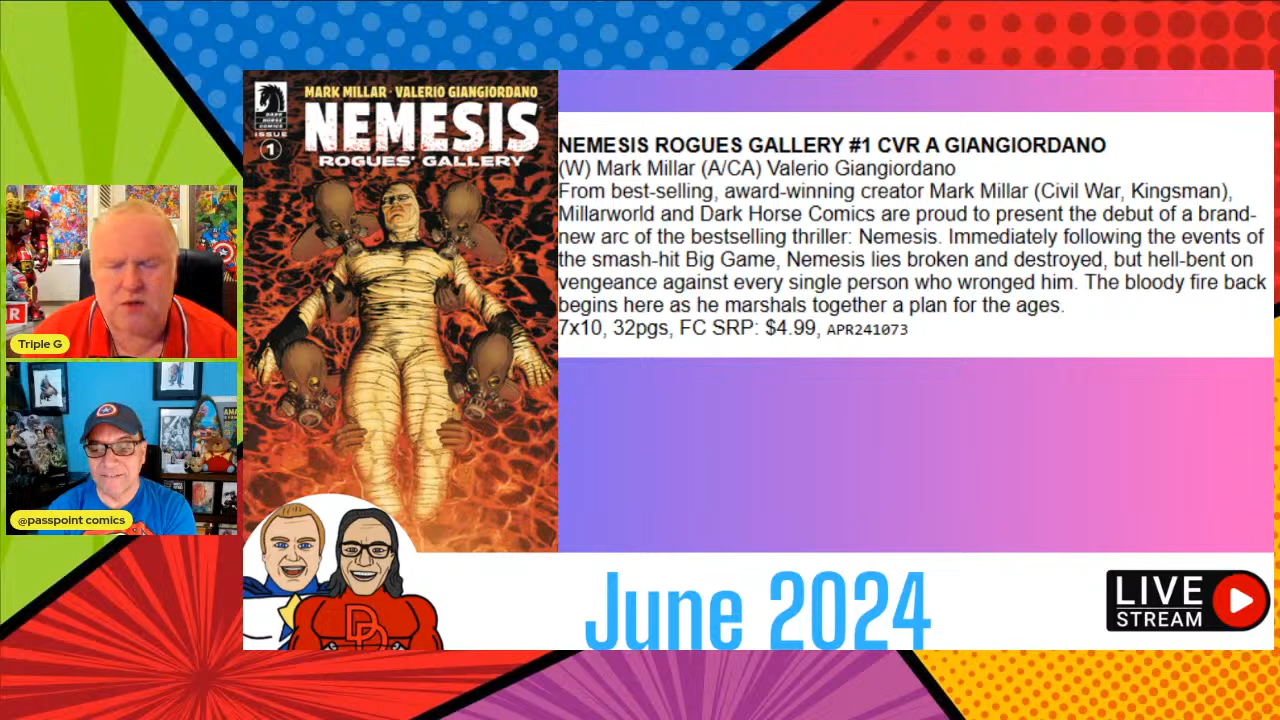 MARK MILLAR · VALERIO GIANGIORDANO
NEMESIS
ROGUES' GALLERY
DARK
HORSE
COMICS
ISSUE
1
NEMESIS ROGUES GALLERY #1 CVR A GIANGIORDANO
(W) Mark Millar (A/CA) Valerio Giangiordano
From best-selling, award-winning creator Mark Millar (Civil War, Kingsman),
Millarworld and Dark Horse Comics are proud to present the debut of a brand-
new arc of the bestselling thriller: Nemesis. Immediately following the events of
the smash-hit Big Game, Nemesis lies broken and destroyed, but hell-bent on
vengeance against every single person who wronged him. The bloody fire back
begins here as he marshals together a plan for the ages.
7x10, 32pgs, FC SRP: $4.99, APR241073
R
Triple G
@passpoint comics
DD
June 2024
LIVE
STREAM